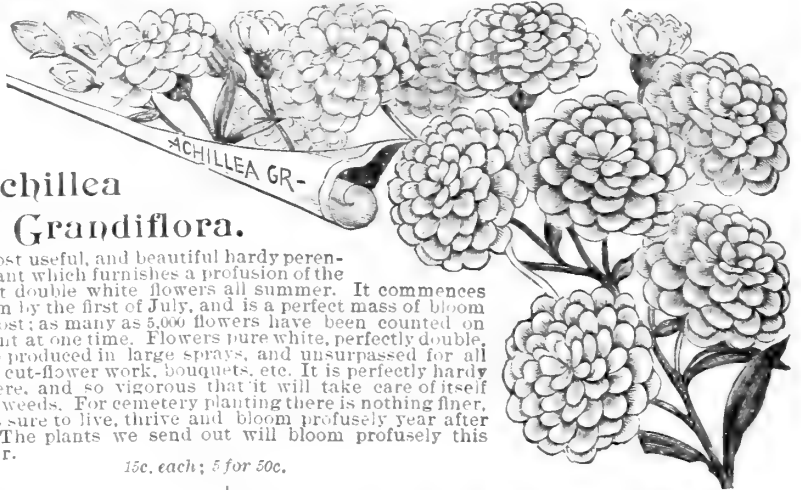 ACHILLEA GR-
chillea
Grandiflora.
ost useful, and beautiful hardy peren-
ant which furnishes a profusion of the
t double white flowers all summer. It commences
n by the first of July, and is a perfect mass of bloom
ost; as many as 5,000 flowers have been counted on
nt at one time. Flowers pure white, perfectly double,
produced in large sprays, and unsurpassed for all
cut-flower work, bouquets, etc. It is perfectly hardy
ere, and so vigorous that it will take care of itself
weeds. For cemetery planting there is nothing finer,
sure to live, thrive and bloom profusely year after
The plants we send out will bloom profusely this
r.
15c. each; 5 for 50c.